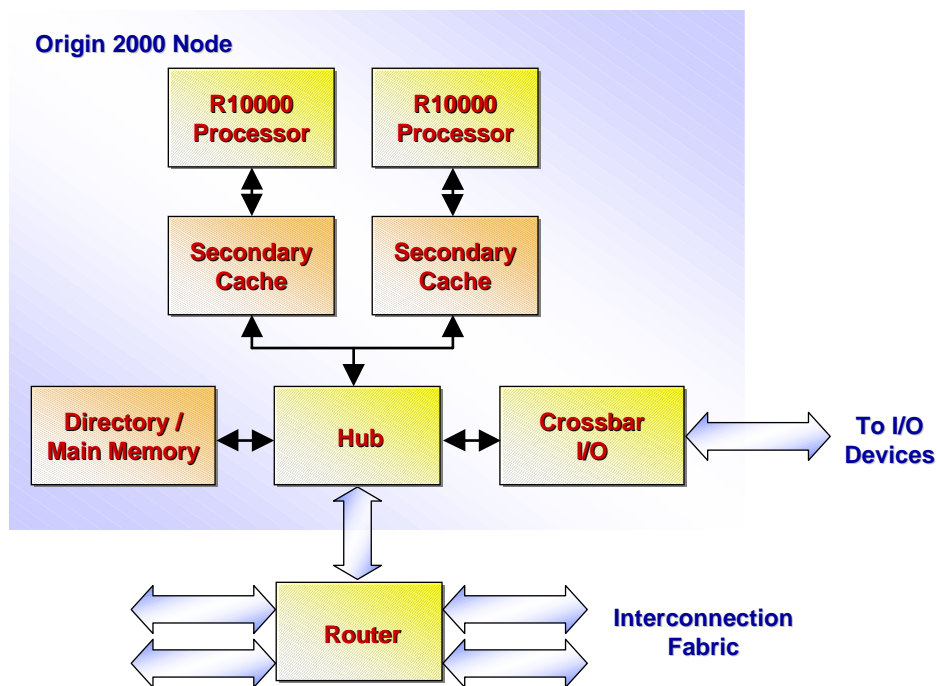 Origin 2000 Node
R10000
Processor
R10000
Processor
Secondary
Cache
Secondary
Cache
Directory /
Main Memory
Hub
Crossbar
I/O
To I/O
Devices
Router
Interconnection
Fabric